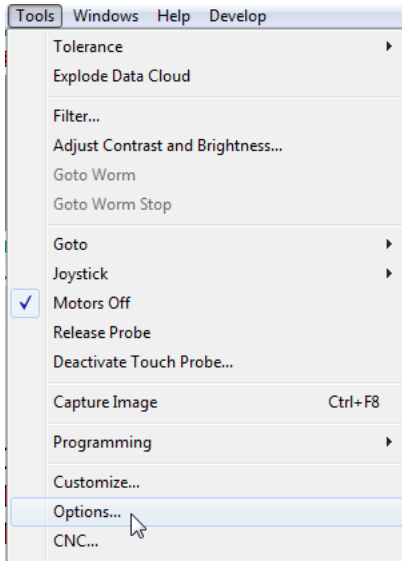 Tools Windows Help Develop
Tolerance
Explode Data Cloud
Filter...
Adjust Contrast and Brightness...
Goto Worm
Goto Worm Stop
Goto
Joystick
Motors Off
Release Probe
Deactivate Touch Probe...
Capture Image Ctrl+F8
Programming
Customize...
Options...
CNC...